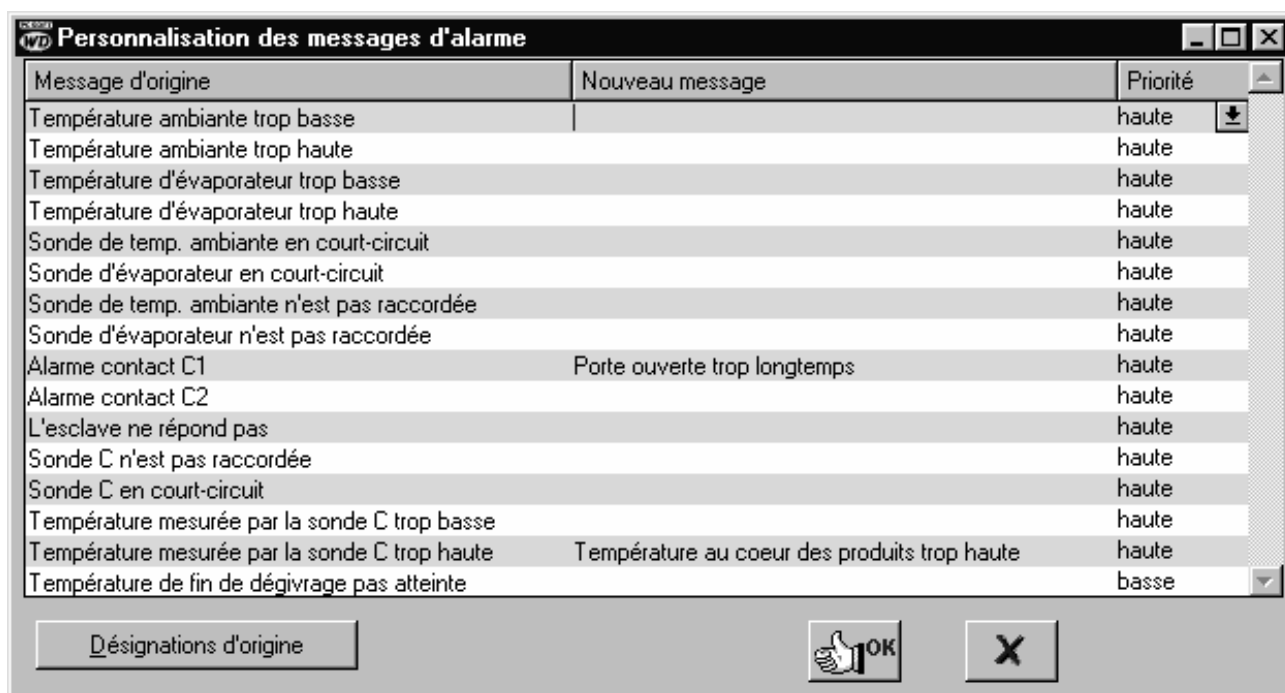 PC SOFT
WD Personnalisation des messages d'alarme
Message d'origine Nouveau message Priorité
Température ambiante trop basse haute
Température ambiante trop haute haute
Température d'évaporateur trop basse haute
Température d'évaporateur trop haute haute
Sonde de temp. ambiante en court-circuit haute
Sonde d'évaporateur en court-circuit haute
Sonde de temp. ambiante n'est pas raccordée haute
Sonde d'évaporateur n'est pas raccordée haute
Alarme contact C1 Porte ouverte trop longtemps haute
Alarme contact C2 haute
L'esclave ne répond pas haute
Sonde C n'est pas raccordée haute
Sonde C en court-circuit haute
Température mesurée par la sonde C trop basse haute
Température mesurée par la sonde C trop haute Température au coeur des produits trop haute haute
Température de fin de dégivrage pas atteinte basse
Désignations d'origine OK X